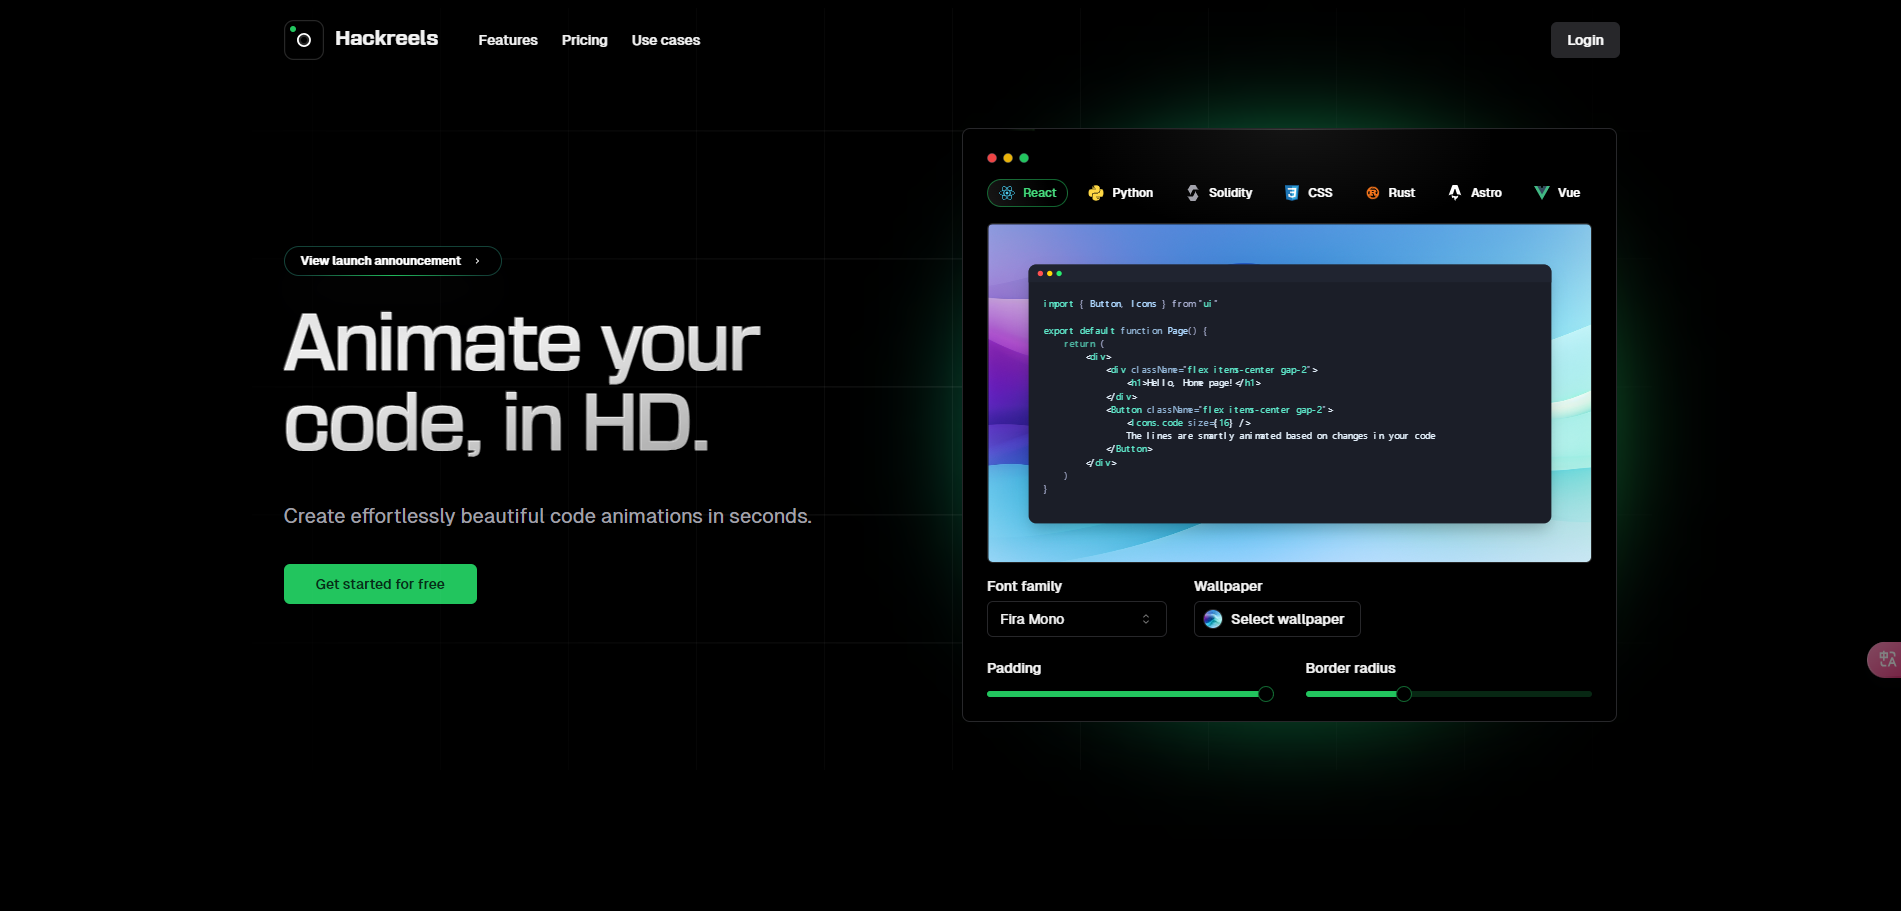 Hackreels
Features Pricing Use cases
Login
View launch announcement
Animate your
code, in HD.
Create effortlessly beautiful code animations in seconds.
Get started for free
React Python Solidity CSS Rust Astro Vue
import { Button, Icons } from "ui"
export default function Page() {
return (
<div>
<div className="flex items-center gap-2">
<h1>Hello, Home page!</h1>
</div>
<Button className="flex items-center gap-2">
<Icons.code size={16} />
The lines are smartly animated based on changes in your code
</Button>
</div>
)
}
Font family Wallpaper
Fira Mono Select wallpaper
Padding Border radius
中A